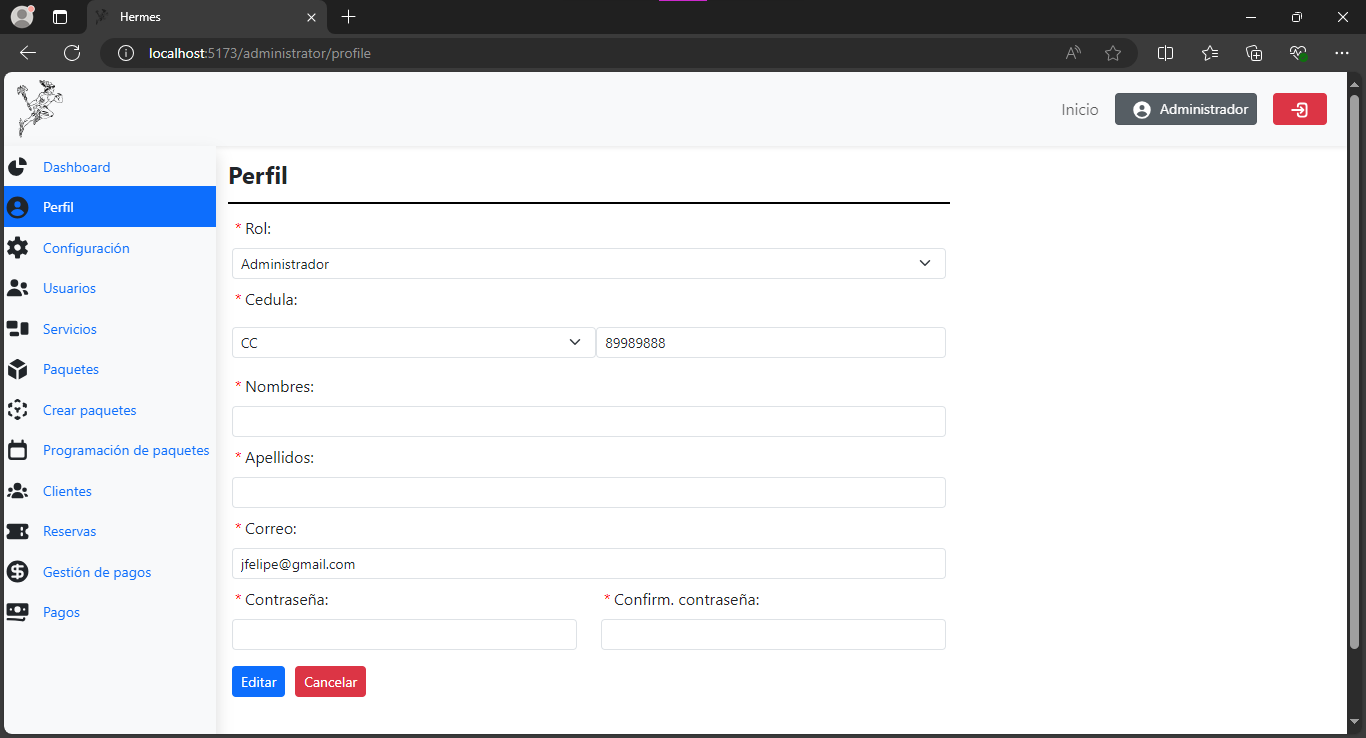 Hermes
localhost:5173/administrator/profile
Inicio
Administrador
Dashboard
Perfil
Configuración
Usuarios
Servicios
Paquetes
Crear paquetes
Programación de paquetes
Clientes
Reservas
Gestión de pagos
Pagos
Perfil
* Rol:
Administrador
* Cedula:
CC 89989888
* Nombres:
* Apellidos:
* Correo:
jfelipe@gmail.com
* Contraseña: * Confirm. contraseña:
Editar Cancelar